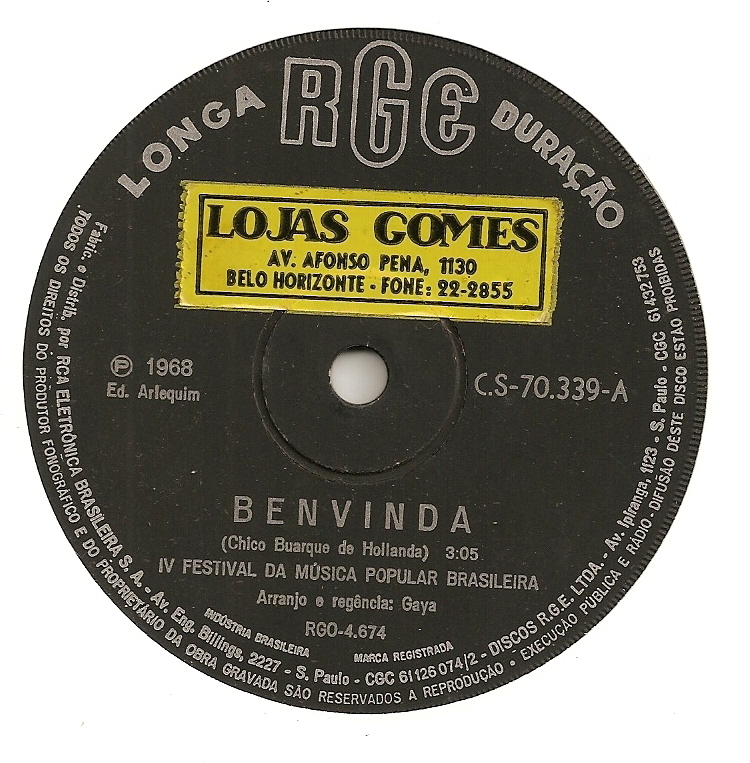 LONGA RGE DURAÇÃO
LOJAS GOMES
AV. AFONSO PENA, 1130
BELO HORIZONTE - FONE: 22-2855
℗ 1968
Ed. Arlequim
C.S-70.339-A
BENVINDA
(Chico Buarque de Hollanda) 3:05
IV FESTIVAL DA MÚSICA POPULAR BRASILEIRA
Arranjo e regência: Gaya
RGO-4.674
INDÚSTRIA BRASILEIRA
MARCA REGISTRADA
Fabric. e Distrib. por RCA ELETRÔNICA BRASILEIRA S. A. - Av. Eng. Billings, 2227 - S. Paulo - CGC 61 126 074/2 - DISCOS R.G.E. LTDA. - Av. Ipiranga, 1123 - S. Paulo - CGC 61432753
TODOS OS DIREITOS DO PRODUTOR FONOGRÁFICO E DO PROPRIETÁRIO DA OBRA GRAVADA SÃO RESERVADOS A REPRODUÇÃO • EXECUÇÃO PÚBLICA E RÁDIO-DIFUSÃO DÊSTE DISCO ESTÃO PROIBIDAS